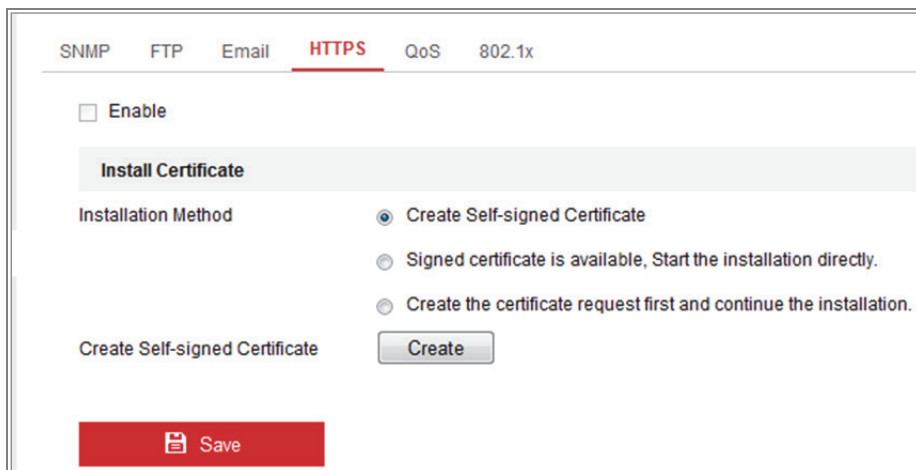 SNMP FTP Email HTTPS QoS 802.1x
Enable
Install Certificate
Installation Method
Create Self-signed Certificate
Signed certificate is available, Start the installation directly.
Create the certificate request first and continue the installation.
Create Self-signed Certificate Create
Save